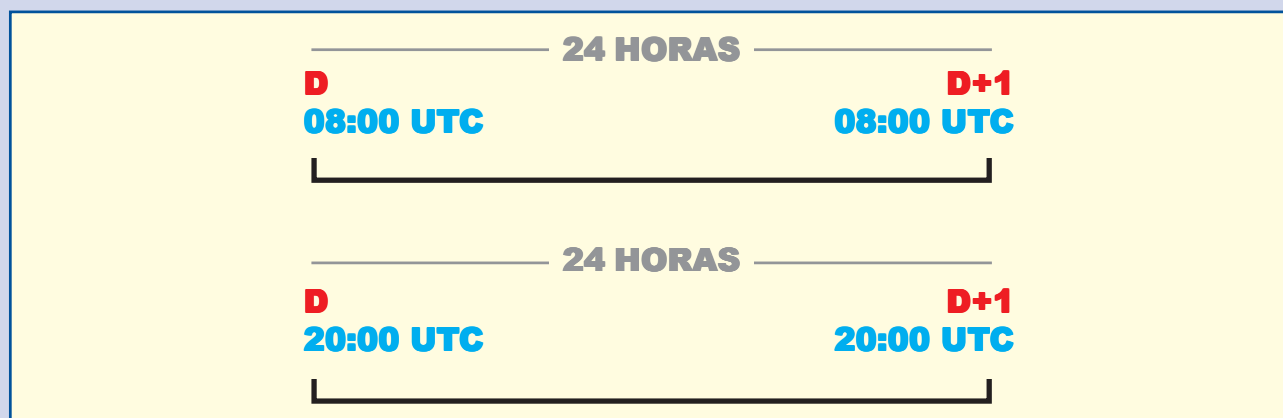 24 HORAS
D D+1
08:00 UTC 08:00 UTC
24 HORAS
D D+1
20:00 UTC 20:00 UTC